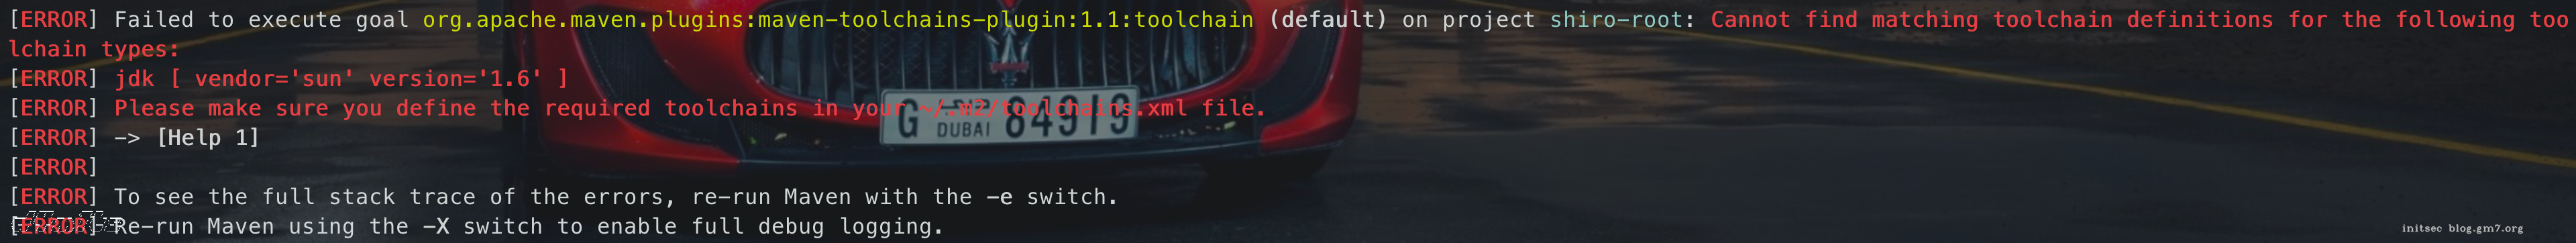 [ERROR] Failed to execute goal org.apache.maven.plugins:maven-toolchains-plugin:1.1:toolchain (default) on project shiro-root: Cannot find matching toolchain definitions for the following too
lchain types:
[ERROR] jdk [ vendor='sun' version='1.6' ]
[ERROR] Please make sure you define the required toolchains in your ~/.m2/toolchains.xml file.
G DUBAI 84919
[ERROR] -> [Help 1]
[ERROR]
[ERROR] To see the full stack trace of the errors, re-run Maven with the -e switch.
[ERROR] Re-run Maven using the -X switch to enable full debug logging.
initsec blog.gm7.org